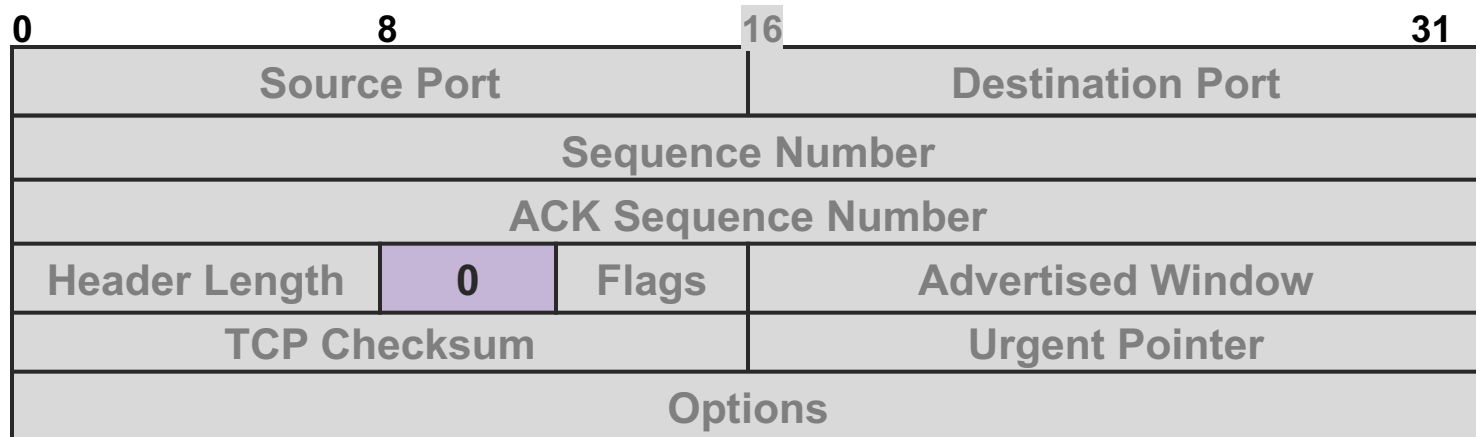 0 8 16 31
Source Port Destination Port
Sequence Number
ACK Sequence Number
Header Length 0 Flags Advertised Window
TCP Checksum Urgent Pointer
Options